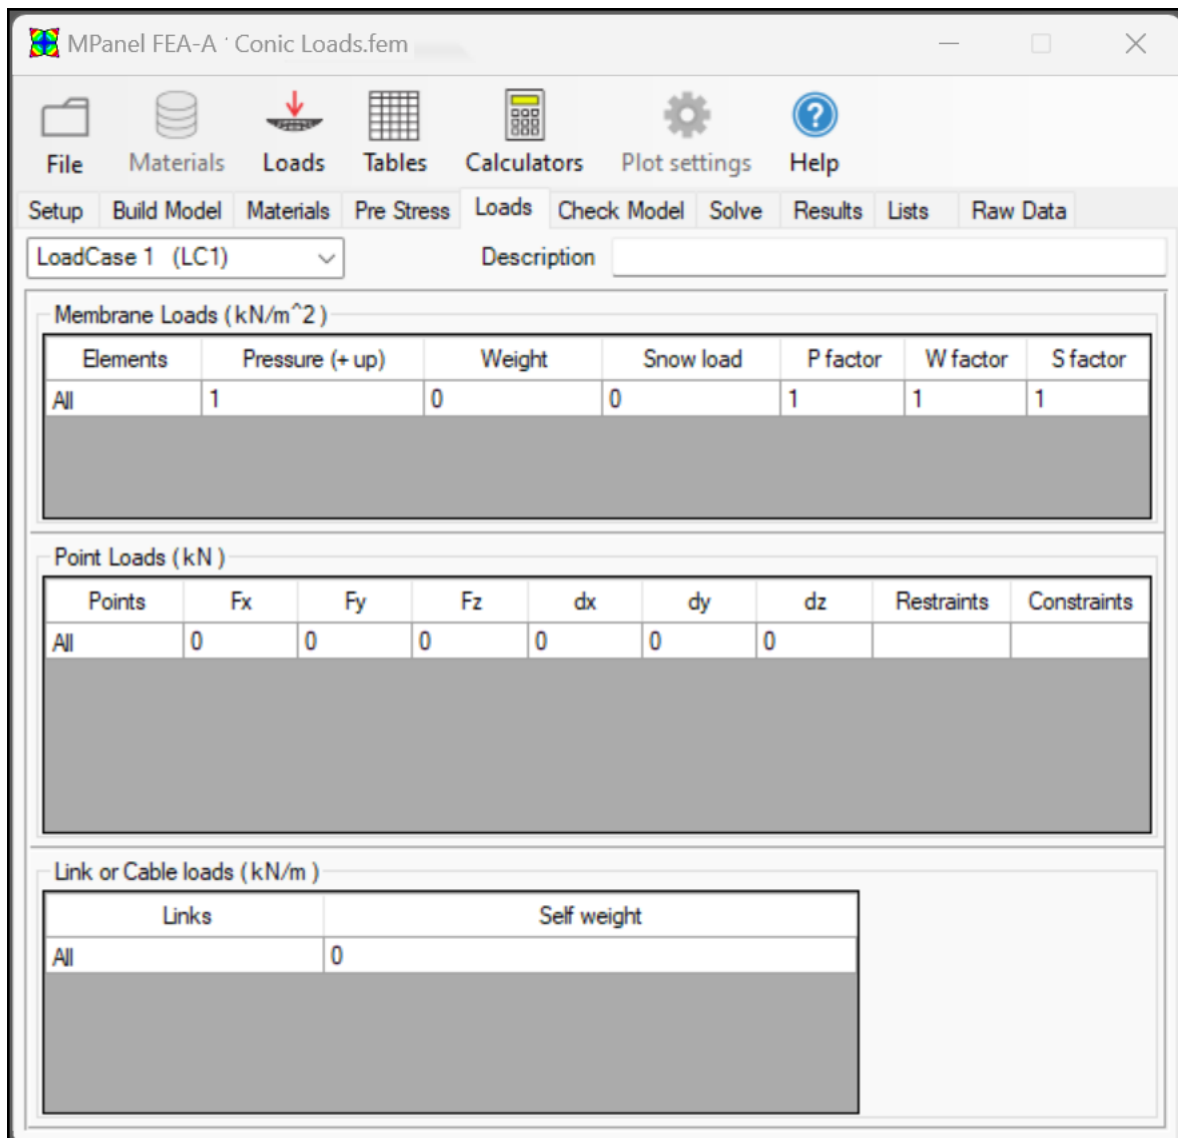 MPanel FEA-A Conic Loads.fem
File Materials Loads Tables Calculators Plot settings Help
Setup Build Model Materials Pre Stress Loads Check Model Solve Results Lists Raw Data
LoadCase 1 (LC1) Description
Membrane Loads (kN/m^2)
Elements Pressure (+ up) Weight Snow load P factor W factor S factor
All 1 0 0 1 1 1
Point Loads (kN)
Points Fx Fy Fz dx dy dz Restraints Constraints
All 0 0 0 0 0 0
Link or Cable loads (kN/m)
Links Self weight
All 0